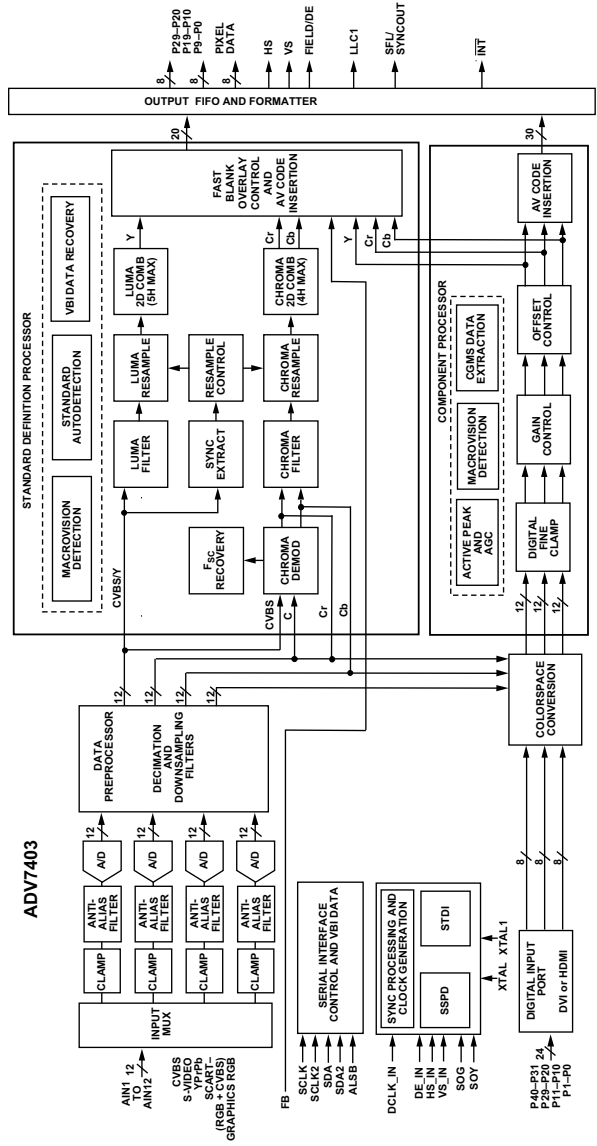 ADV7403
AIN1
TO
AIN12
12
CVBS
S-VIDEO
YPrPb
SCART–
(RGB + CVBS)
GRAPHICS RGB
INPUT
MUX
CLAMP
ANTI-
ALIAS
FILTER
A/D
12
CLAMP
ANTI-
ALIAS
FILTER
A/D
12
CLAMP
ANTI-
ALIAS
FILTER
A/D
12
CLAMP
ANTI-
ALIAS
FILTER
A/D
12
DATA
PREPROCESSOR
DECIMATION
AND
DOWNSAMPLING
FILTERS
12
12
12
12
FB
SCLK
SCLK2
SDA
SDA2
ALSB
SERIAL INTERFACE
CONTROL AND VBI DATA
DCLK_IN
DE_IN
HS_IN
VS_IN
SOG
SOY
SYNC PROCESSING AND
CLOCK GENERATION
SSPD
STDI
XTAL
XTAL1
P40–P31
P29–P20
P11–P10
P1–P0
24
DIGITAL INPUT
PORT
DVI or HDMI
8
8
8
COLORSPACE
CONVERSION
STANDARD DEFINITION PROCESSOR
MACROVISION
DETECTION
STANDARD
AUTODETECTION
VBI DATA RECOVERY
CVBS/Y
LUMA
FILTER
LUMA
RESAMPLE
LUMA
2D COMB
(5H MAX)
Y
SYNC
EXTRACT
RESAMPLE
CONTROL
FSC
RECOVERY
CVBS
C
CHROMA
DEMOD
CHROMA
FILTER
CHROMA
RESAMPLE
CHROMA
2D COMB
(4H MAX)
Cr
Cb
Cr
Cb
FAST
BLANK
OVERLAY
CONTROL
AND
AV CODE
INSERTION
20
Y
Cr
Cb
COMPONENT PROCESSOR
ACTIVE PEAK
AND
AGC
MACROVISION
DETECTION
CGMS DATA
EXTRACTION
12
12
12
DIGITAL
FINE
CLAMP
GAIN
CONTROL
OFFSET
CONTROL
AV CODE
INSERTION
30
OUTPUT FIFO AND FORMATTER
8
8
8
P29–P20
P19–P10
P9–P0
PIXEL
DATA
HS
VS
FIELD/DE
LLC1
SFL/
SYNCOUT
INT